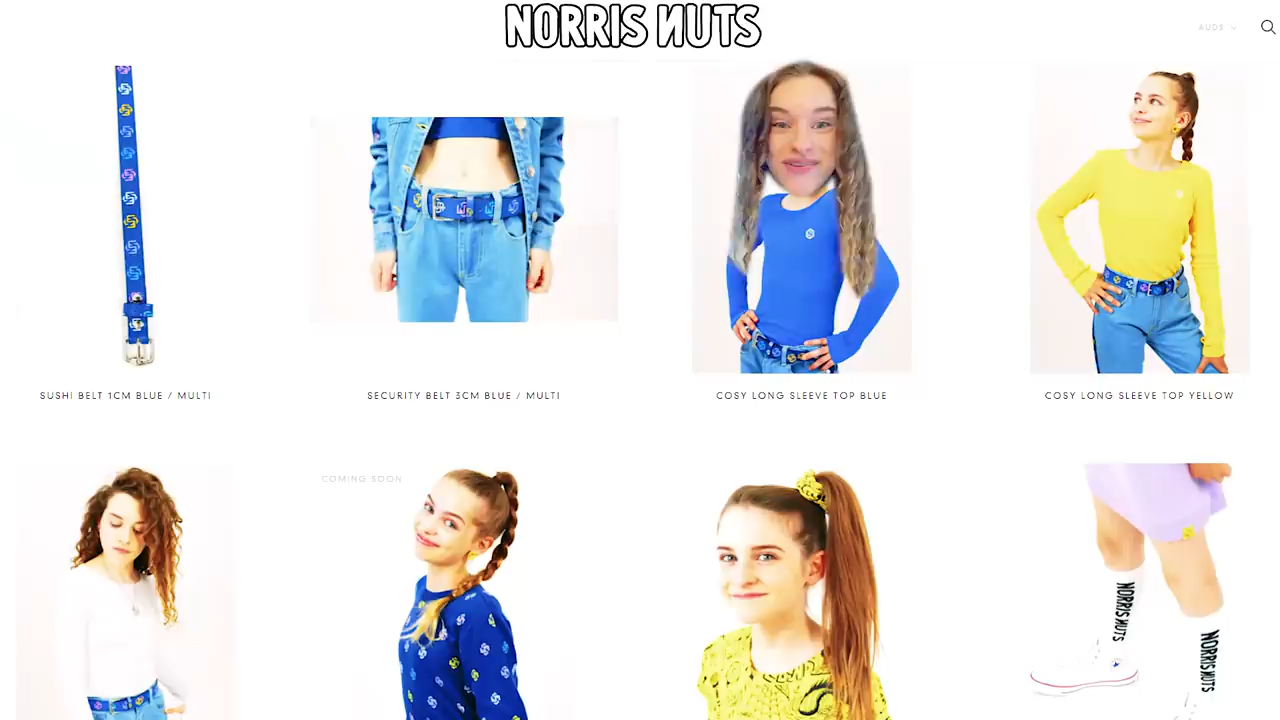 NORRIS NUTS
AUD$
SUSHI BELT 1CM BLUE / MULTI
SECURITY BELT 3CM BLUE / MULTI
COSY LONG SLEEVE TOP BLUE
COSY LONG SLEEVE TOP YELLOW
COMING SOON
NORRIS NUTS
NORRIS NUTS